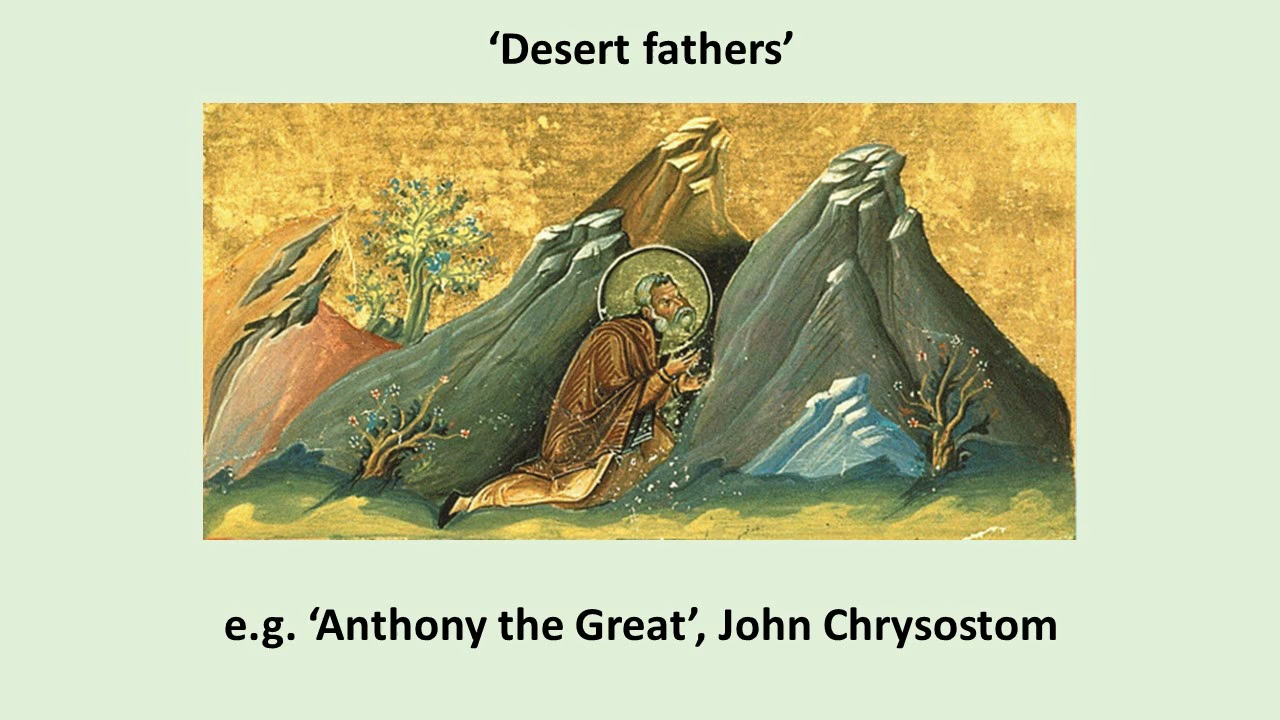 ‘Desert fathers’
e.g. ‘Anthony the Great’, John Chrysostom